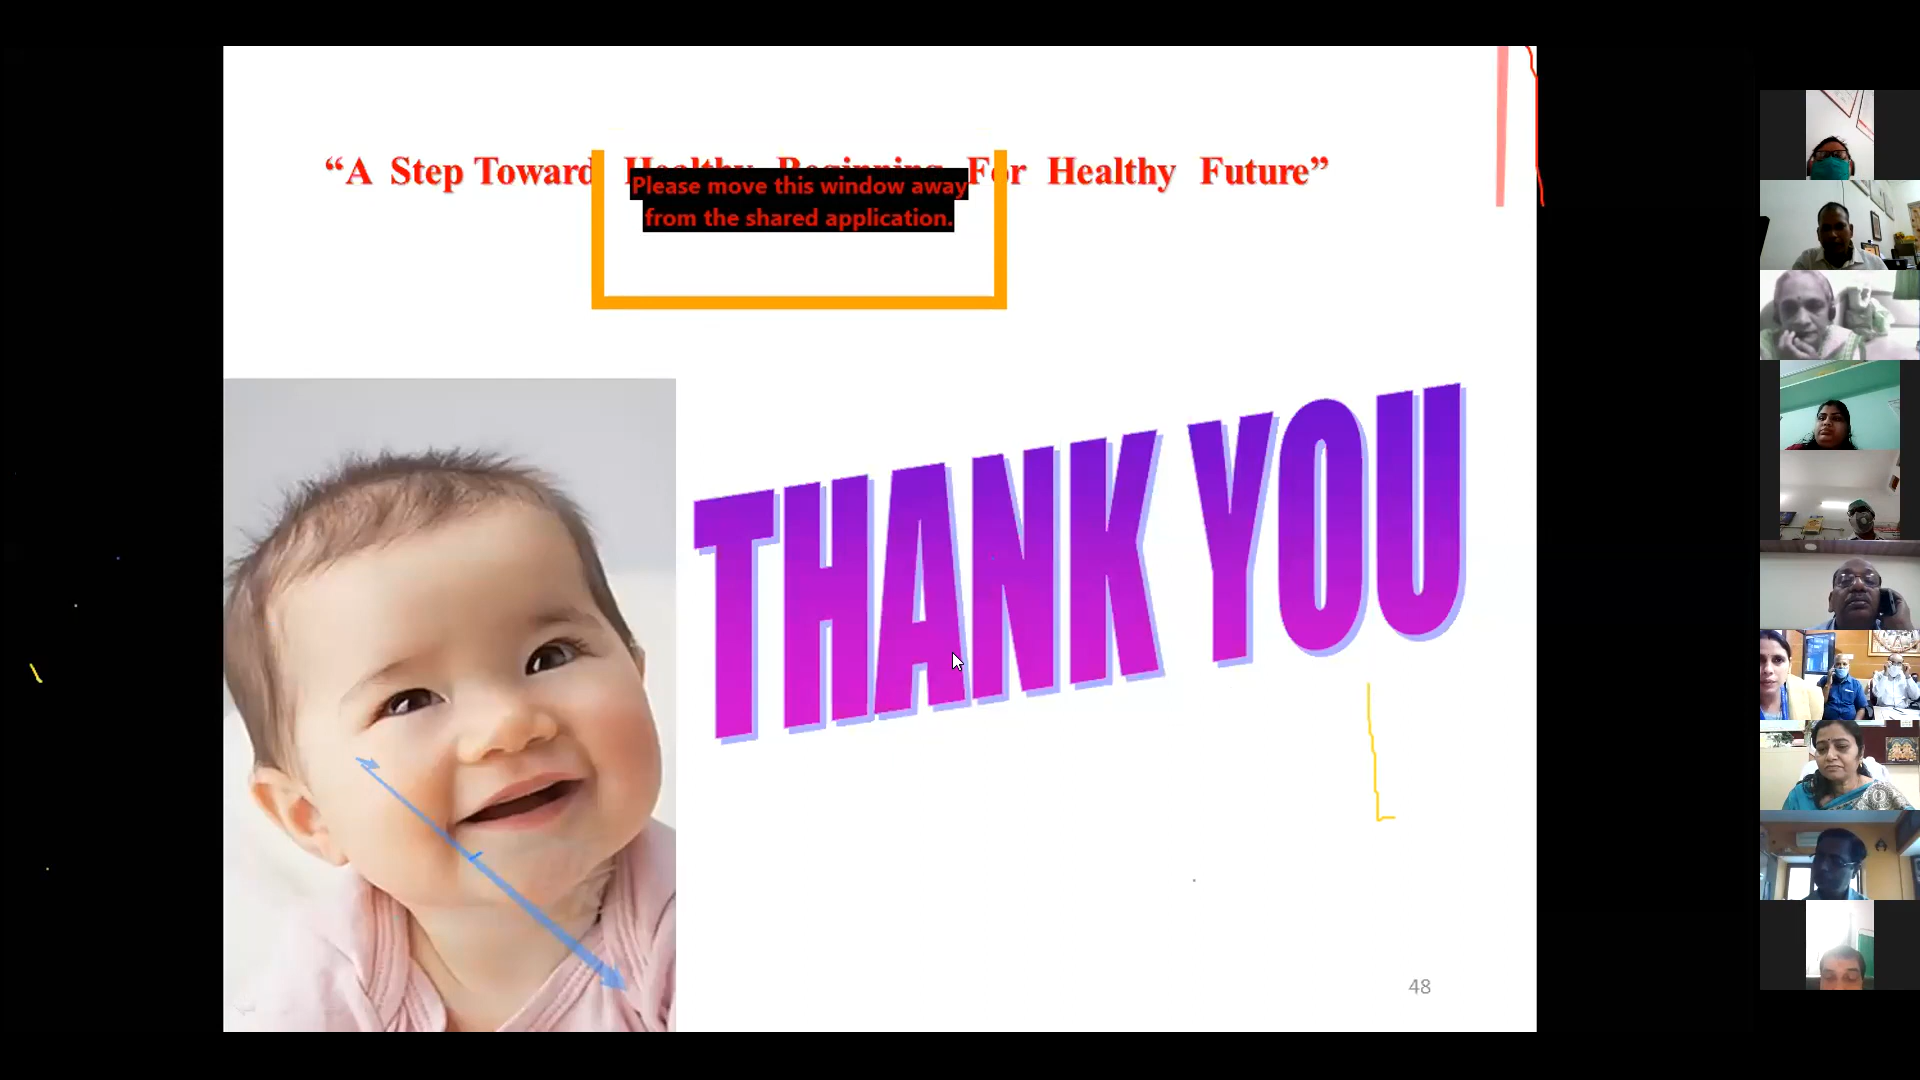 “A Step Toward Healthy Beginning For Healthy Future”
Please move this window away
from the shared application.
THANK YOU
48